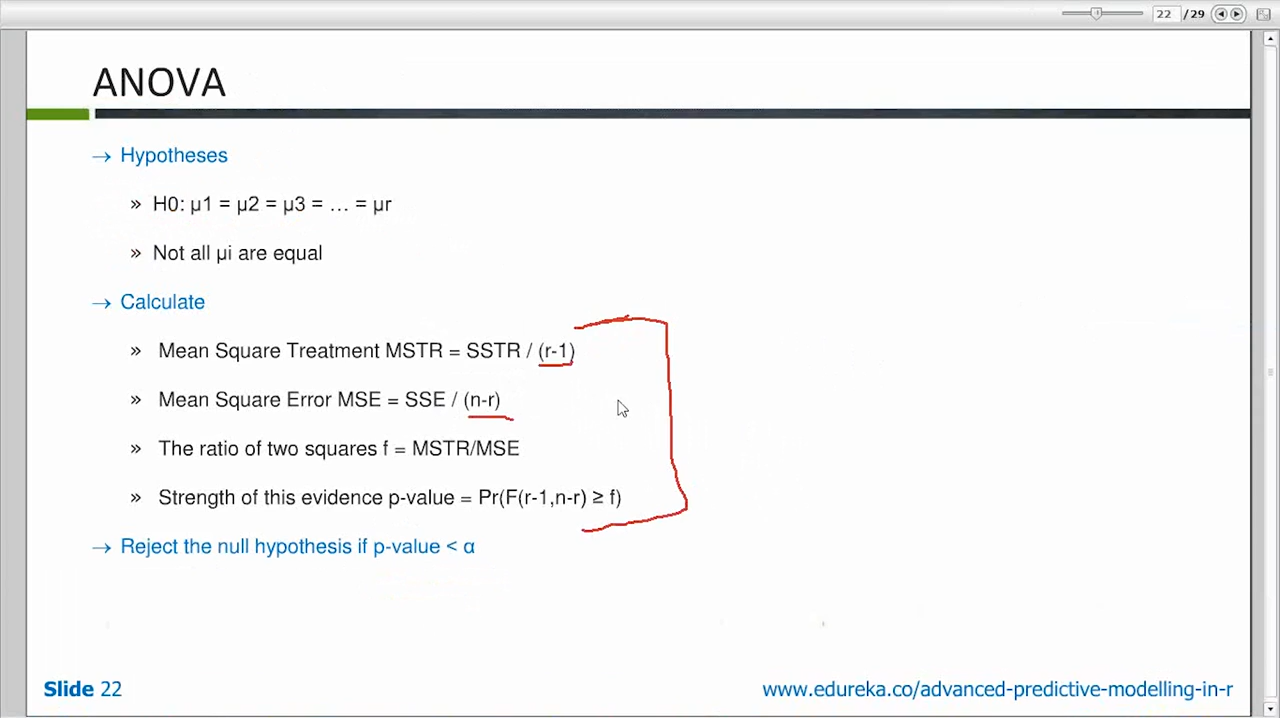 22 / 29
ANOVA
→ Hypotheses
» H0: µ1 = µ2 = µ3 = … = µr
» Not all µi are equal
→ Calculate
» Mean Square Treatment MSTR = SSTR / (r-1)
» Mean Square Error MSE = SSE / (n-r)
» The ratio of two squares f = MSTR/MSE
» Strength of this evidence p-value = Pr(F(r-1,n-r) ≥ f)
→ Reject the null hypothesis if p-value < α
Slide 22
www.edureka.co/advanced-predictive-modelling-in-r